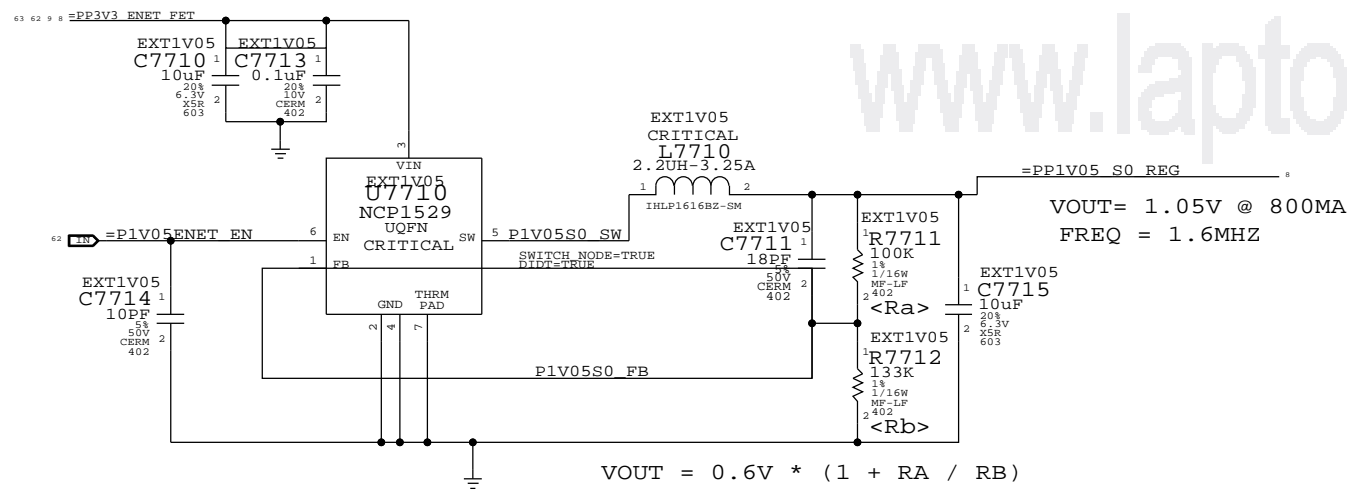 63 62 9 8 =PP3V3_ENET_FET
EXT1V05
C7710 1
10uF
20%
6.3V 2
X5R
603
EXT1V05
C7713 1
0.1uF
20%
10V 2
CERM
402
www.lapto
3
VIN
EXT1V05
U7710
NCP1529
UQFN
CRITICAL
62 IN =P1V05ENET_EN
6 EN
1 FB
SW 5
P1V05S0_SW
SWITCH_NODE=TRUE
DIDT=TRUE
GND
THRM
PAD
2 4 7
EXT1V05
CRITICAL
L7710
2.2UH-3.25A
1 2
IHLP1616BZ-SM
=PP1V05_S0_REG 8
VOUT= 1.05V @ 800MA
FREQ = 1.6MHZ
EXT1V05
C7714 1
10PF
5%
50V 2
CERM
402
EXT1V05
C7711 1
18PF
5%
50V 2
CERM
402
EXT1V05
1 R7711
100K
1%
1/16W
MF-LF
2 402
<Ra>
EXT1V05
1 C7715
10uF
20%
2 6.3V
X5R
603
EXT1V05
1 R7712
133K
1%
1/16W
MF-LF
2 402
<Rb>
P1V05S0_FB
VOUT = 0.6V * (1 + RA / RB)